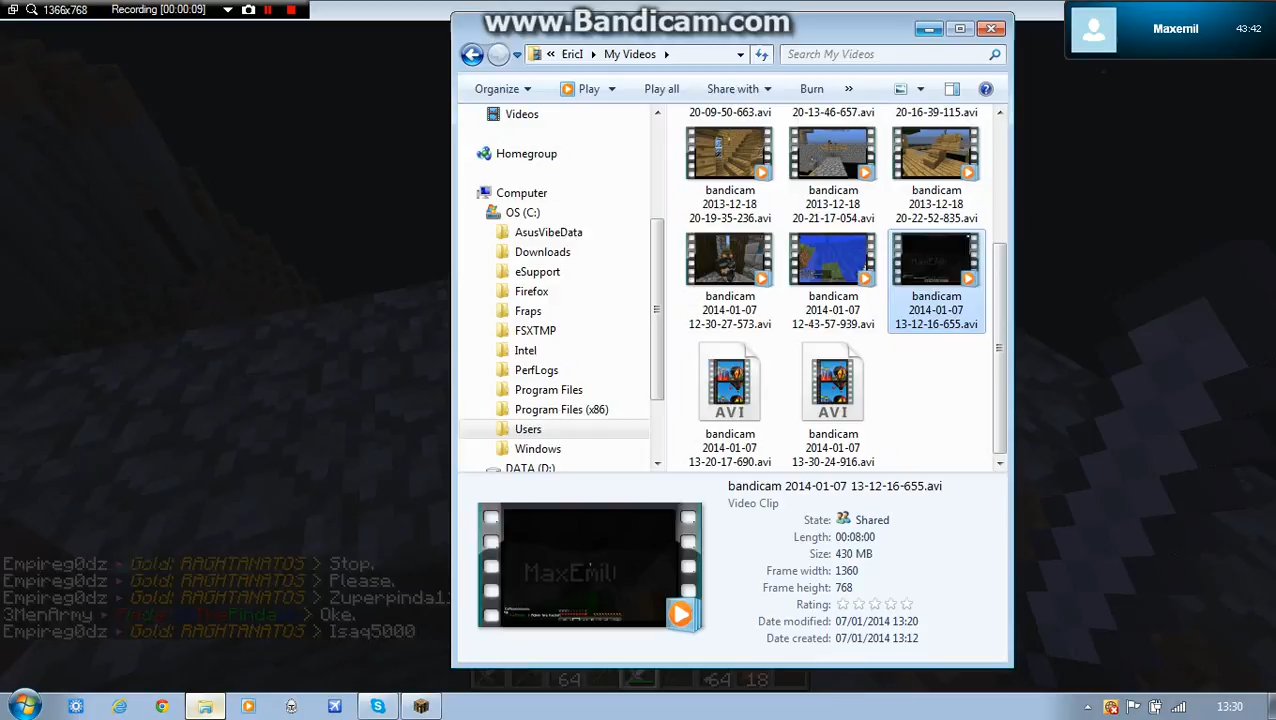 1366x768 Recording [00:00:09]
www.Bandicam.com
Maxemil 43:42
« EricI My Videos Search My Videos
Organize Play Play all Share with Burn »
Videos
Homegroup
Computer
OS (C:)
AsusVibeData
Downloads
eSupport
Firefox
Fraps
FSXTMP
Intel
PerfLogs
Program Files
Program Files (x86)
Users
Windows
DATA (D:)
20-09-50-663.avi 20-13-46-657.avi 20-16-39-115.avi
bandicam bandicam bandicam
2013-12-18 2013-12-18 2013-12-18
20-19-35-236.avi 20-21-17-054.avi 20-22-52-835.avi
bandicam bandicam bandicam
2014-01-07 2014-01-07 2014-01-07
12-30-27-573.avi 12-43-57-939.avi 13-12-16-655.avi
AVI AVI
bandicam bandicam
2014-01-07 2014-01-07
13-20-17-690.avi 13-30-24-916.avi
bandicam 2014-01-07 13-12-16-655.avi
Video Clip
State: Shared
Length: 00:08:00
Size: 430 MB
Frame width: 1360
Frame height: 768
Rating:
Date modified: 07/01/2014 13:20
Date created: 07/01/2014 13:12
MaxEmil
Empireg0dz Gold: RAGHTANATOS > Stop.
Empireg0dz Gold: RAGHTANATOS > Please.
Empireg0dz Gold: RAGHTANATOS > Zuperpinda1
3MenArmy > Oke.
Empireg0dz Gold: RAGHTANATOS > Isaq5000
64 64 18
13:30